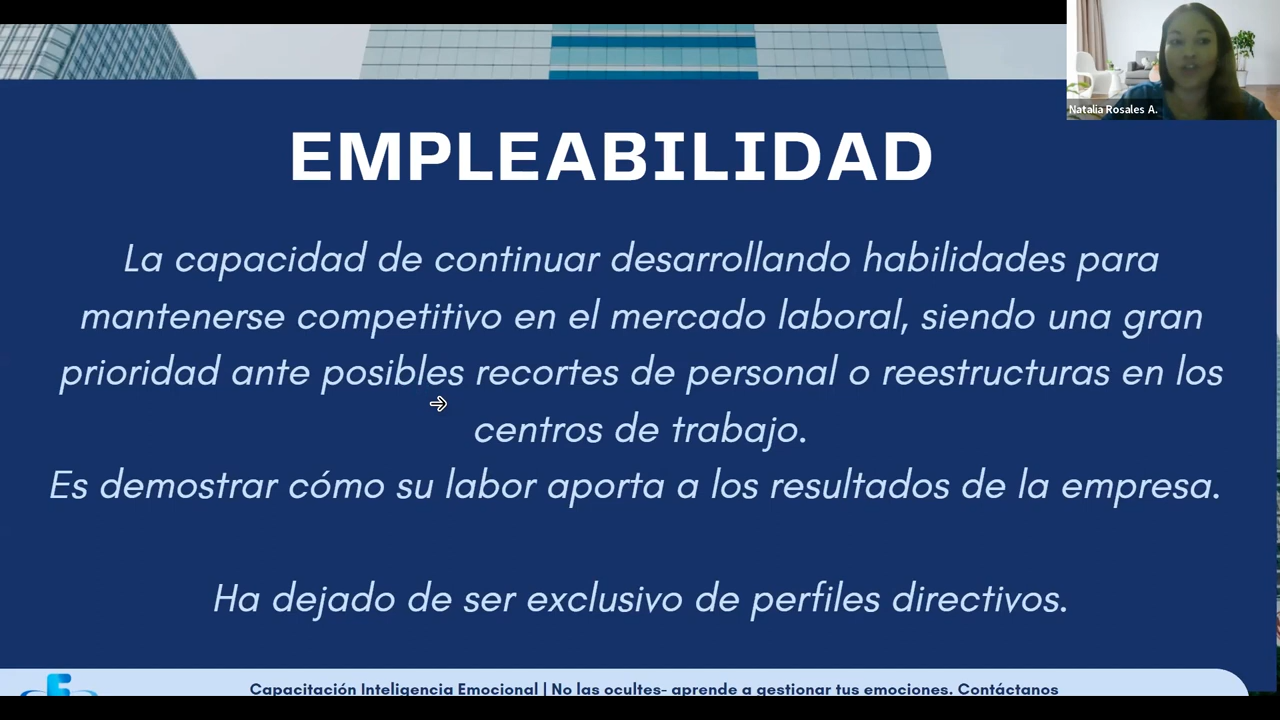 Natalia Rosales A.
EMPLEABILIDAD
La capacidad de continuar desarrollando habilidades para
mantenerse competitivo en el mercado laboral, siendo una gran
prioridad ante posibles recortes de personal o reestructuras en los
centros de trabajo.
Es demostrar cómo su labor aporta a los resultados de la empresa.
Ha dejado de ser exclusivo de perfiles directivos.
Capacitación Inteligencia Emocional | No las ocultes- aprende a gestionar tus emociones. Contáctanos